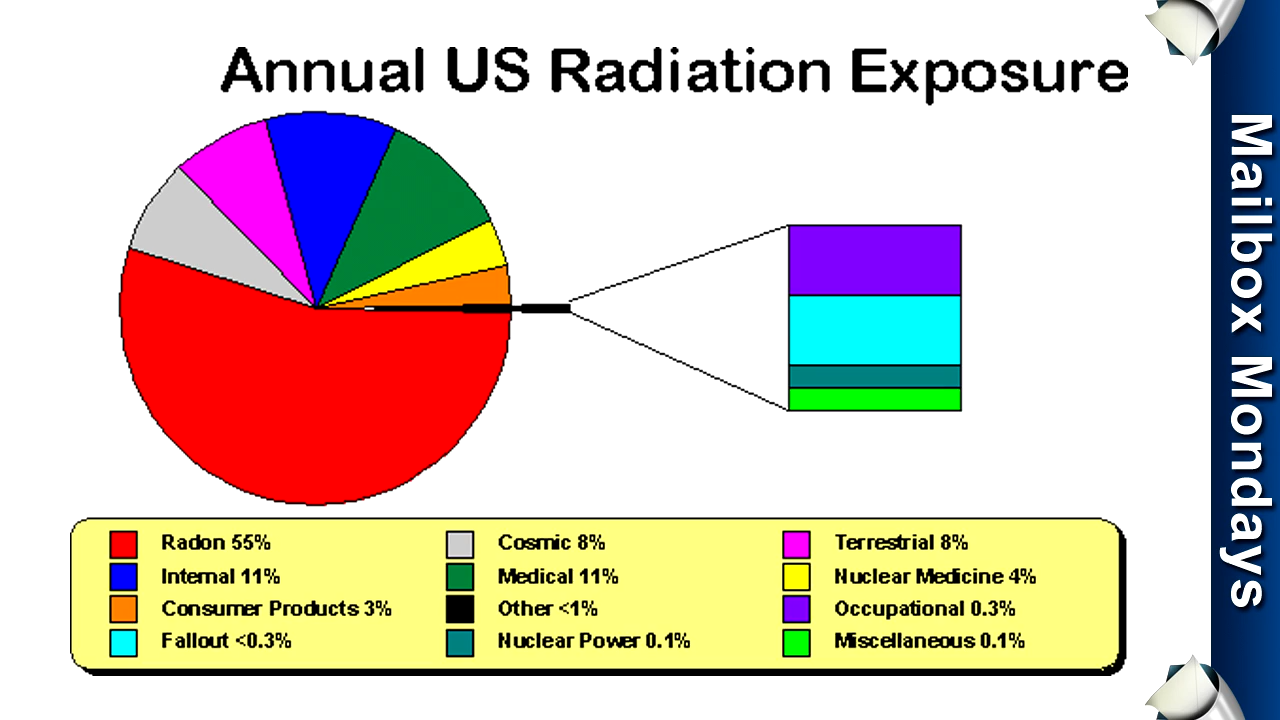 Annual US Radiation Exposure
Radon 55%
Cosmic 8%
Terrestrial 8%
Internal 11%
Medical 11%
Nuclear Medicine 4%
Consumer Products 3%
Other <1%
Occupational 0.3%
Fallout <0.3%
Nuclear Power 0.1%
Miscellaneous 0.1%
Mailbox Mondays